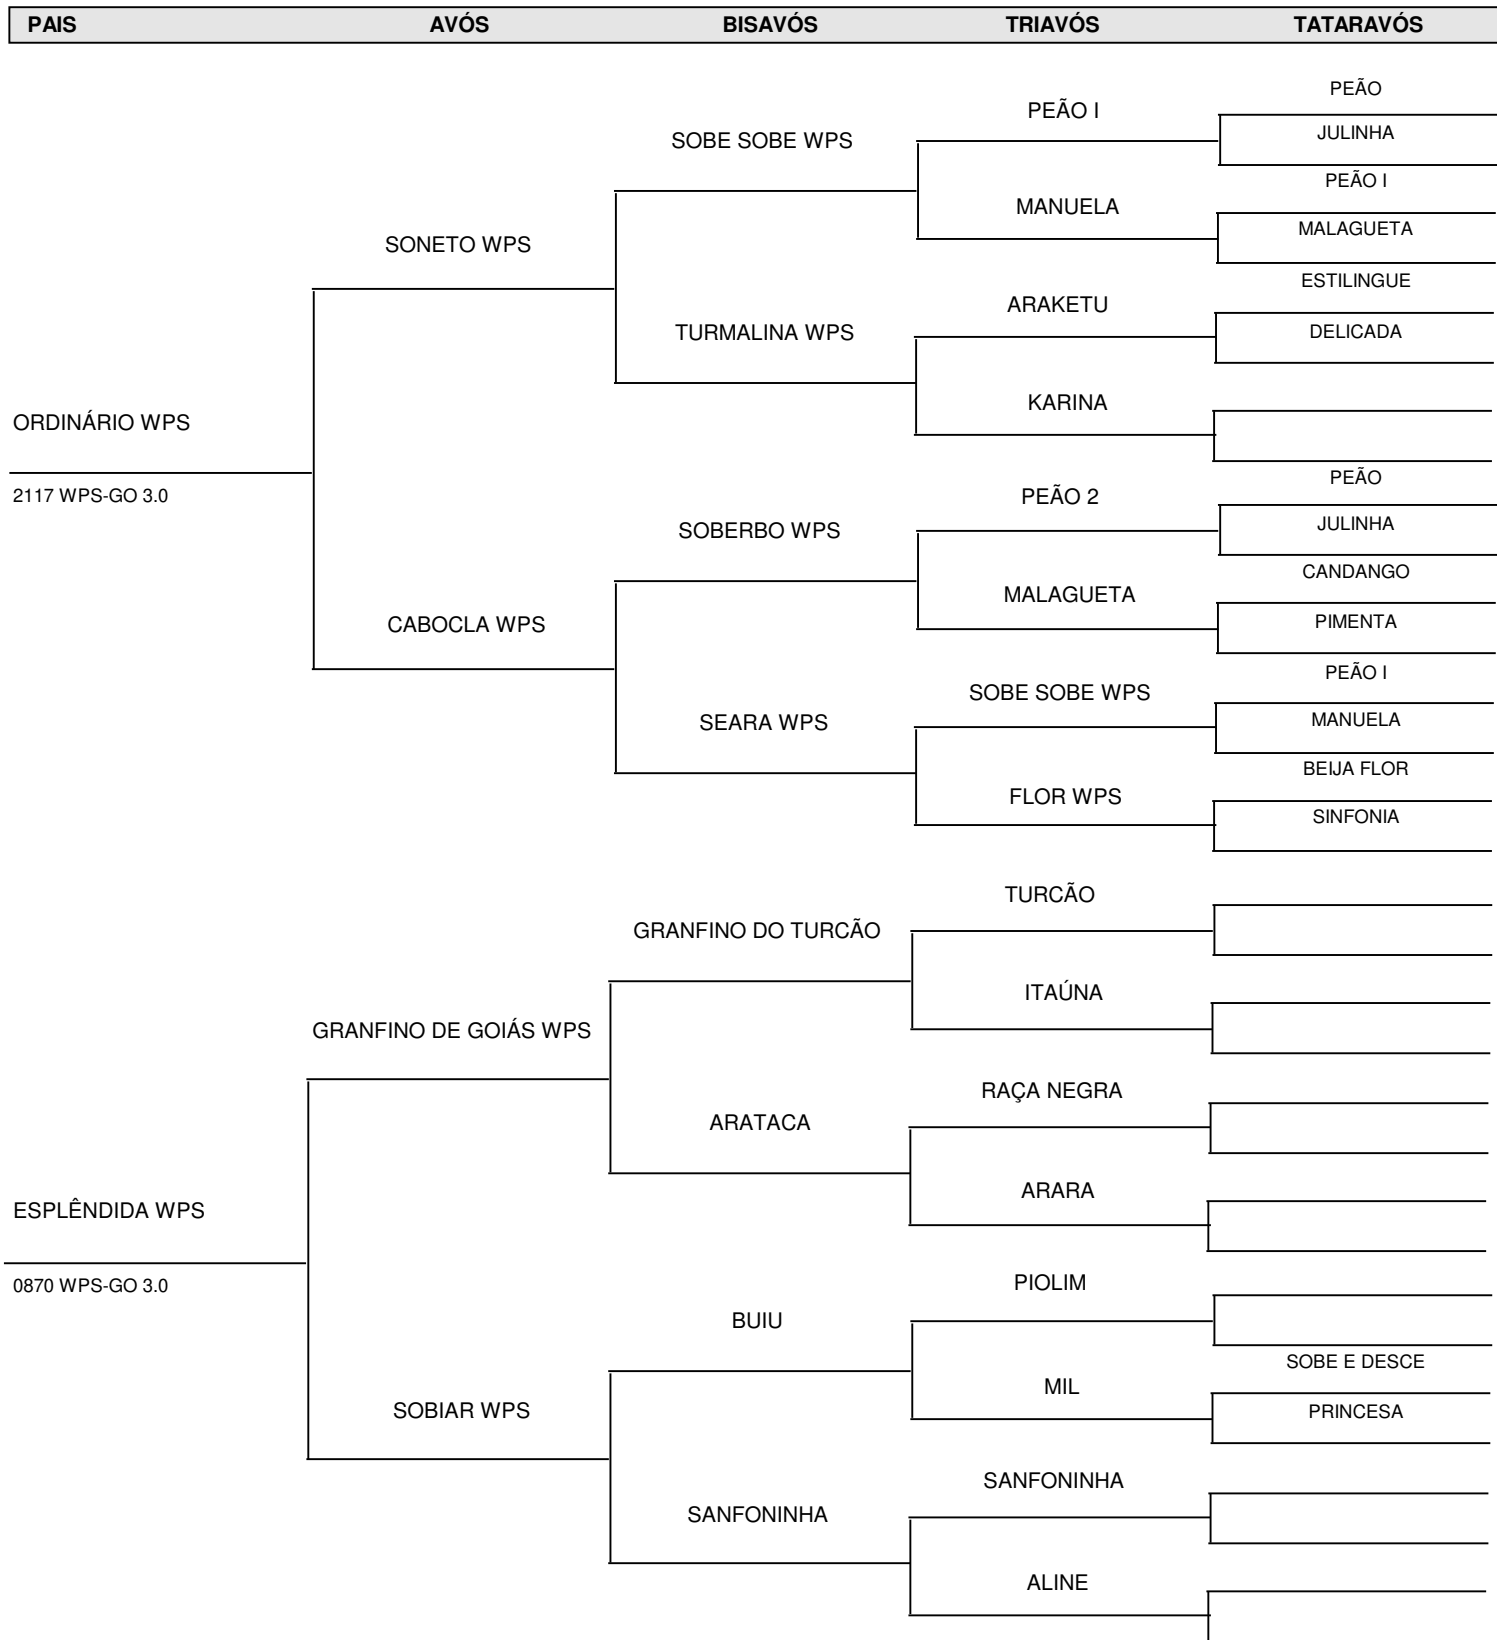 PAIS AVÓS BISAVÓS TRIAVÓS TATARAVÓS
PEÃO
PEÃO I
JULINHA
SOBE SOBE WPS
PEÃO I
MANUELA
MALAGUETA
SONETO WPS
ESTILINGUE
ARAKETU
TURMALINA WPS
DELICADA
KARINA
ORDINÁRIO WPS
PEÃO
2117 WPS-GO 3.0
PEÃO 2
JULINHA
SOBERBO WPS
CANDANGO
MALAGUETA
PIMENTA
CABOCLA WPS
PEÃO I
SOBE SOBE WPS
MANUELA
SEARA WPS
BEIJA FLOR
FLOR WPS
SINFONIA
TURCÃO
GRANFINO DO TURCÃO
ITAÚNA
GRANFINO DE GOIÁS WPS
RAÇA NEGRA
ARATACA
ARARA
ESPLÊNDIDA WPS
PIOLIM
0870 WPS-GO 3.0
BUIU
SOBE E DESCE
MIL
SOBIAR WPS
PRINCESA
SANFONINHA
SANFONINHA
ALINE